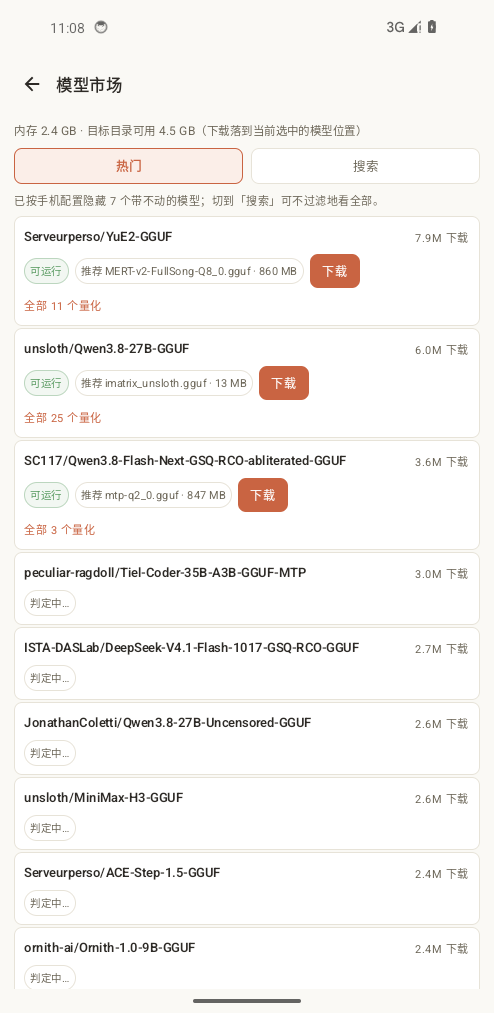 11:08
3G
模型市场
内存 2.4 GB · 目标目录可用 4.5 GB（下载落到当前选中的模型位置）
热门
搜索
已按手机配置隐藏 7 个带不动的模型；切到「搜索」可不过滤地看全部。
Serveurperso/YuE2-GGUF
7.9M 下载
可运行
推荐 MERT-v2-FullSong-Q8_0.gguf · 860 MB
下载
全部 11 个量化
unsloth/Qwen3.8-27B-GGUF
6.0M 下载
可运行
推荐 imatrix_unsloth.gguf · 13 MB
下载
全部 25 个量化
SC117/Qwen3.8-Flash-Next-GSQ-RCO-abliterated-GGUF
3.6M 下载
可运行
推荐 mtp-q2_0.gguf · 847 MB
下载
全部 3 个量化
peculiar-ragdoll/Tiel-Coder-35B-A3B-GGUF-MTP
3.0M 下载
判定中…
ISTA-DASLab/DeepSeek-V4.1-Flash-1017-GSQ-RCO-GGUF
2.7M 下载
判定中…
JonathanColetti/Qwen3.8-27B-Uncensored-GGUF
2.6M 下载
判定中…
unsloth/MiniMax-H3-GGUF
2.6M 下载
判定中…
Serveurperso/ACE-Step-1.5-GGUF
2.4M 下载
判定中…
ornith-ai/Ornith-1.0-9B-GGUF
2.4M 下载
判定中…